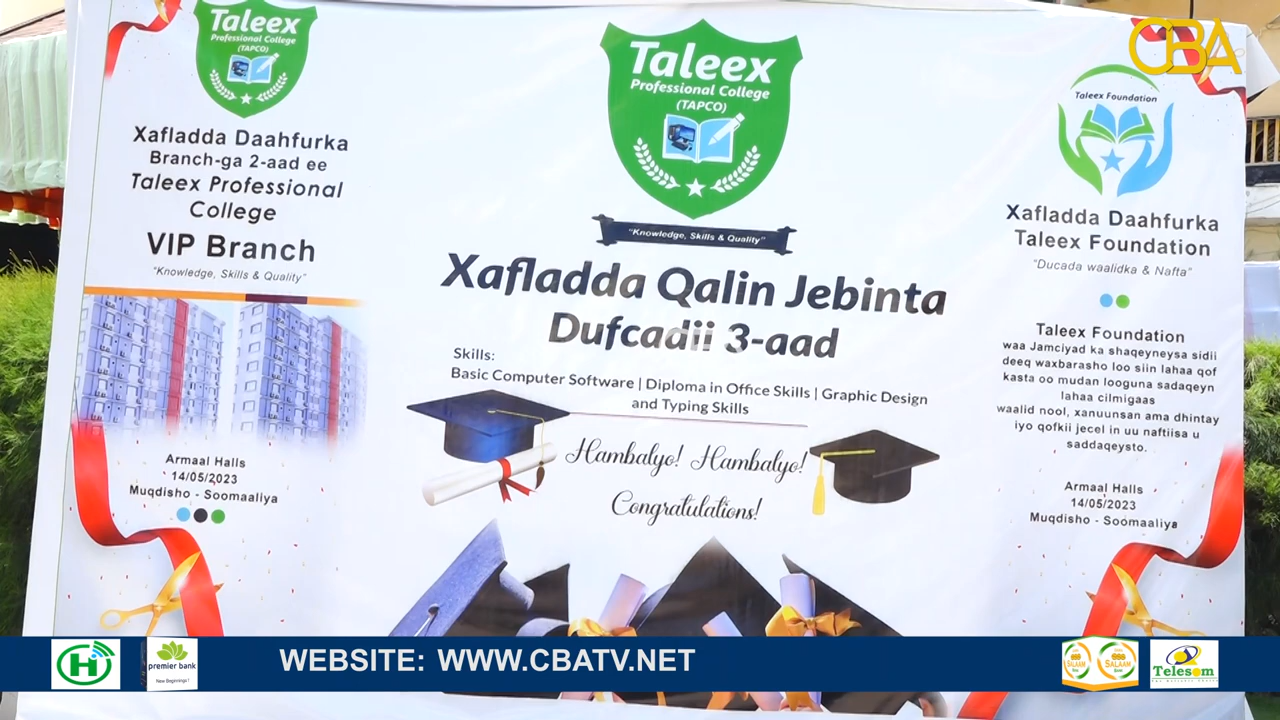 Taleex
Professional College
(TAPCO)
Xafladda Daahfurka
Branch-ga 2-aad ee
Taleex Professional
College
VIP Branch
"Knowledge, Skills & Quality"
Armaal Halls
14/05/2023
Muqdisho - Soomaaliya
Taleex
Professional College
(TAPCO)
"Knowledge, Skills & Quality"
Xafladda Qalin Jebinta
Dufcadii 3-aad
Skills:
Basic Computer Software | Diploma in Office Skills | Graphic Design
and Typing Skills
Hambalyo! Hambalyo!
Congratulations!
CBA
Taleex Foundation
Xafladda Daahfurka
Taleex Foundation
"Ducada waalidka & Nafta"
Taleex Foundation
waa Jamciyad ka shaqeyneysa sidii
deeq waxbarasho loo siin lahaa qof
kasta oo mudan looguna sadaqeyn
lahaa cilmigaas
waalid nool, xanuunsan ama dhintay
iyo qofkii jecel in uu naftiisa u
saddaqeysto.
Armaal Halls
14/05/2023
Muqdisho - Soomaaliya
H
premier bank
New Beginnings!
WEBSITE: WWW.CBATV.NET
SALAAM
SALAAM
Telesom